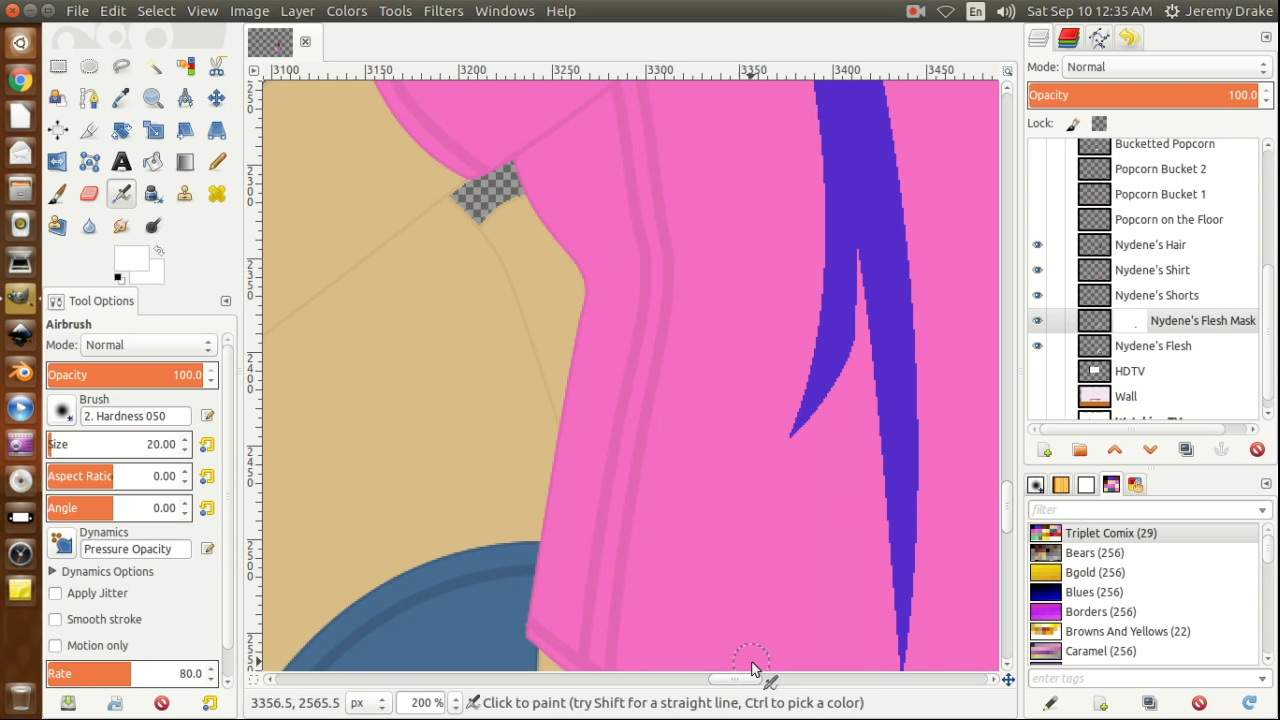 File Edit Select View Image Layer Colors Tools Filters Windows Help
En Sat Sep 10 12:35 AM Jeremy Drake
3100 3150 3200 3250 3300 3350 3400 3450
Mode: Normal
Opacity 100.0
Lock:
Bucketted Popcorn
Popcorn Bucket 2
Popcorn Bucket 1
Popcorn on the Floor
Nydene's Hair
Nydene's Shirt
Nydene's Shorts
Nydene's Flesh Mask
Nydene's Flesh
HDTV
Wall
Tool Options
Airbrush
Mode: Normal
Opacity 100.0
Brush
2. Hardness 050
Size 20.00
Aspect Ratio 0.00
Angle 0.00
Dynamics
Pressure Opacity
Dynamics Options
Apply Jitter
Smooth stroke
Motion only
Rate 80.0
2300
2350
2400
2450
2500
filter
Triplet Comix (29)
Bears (256)
Bgold (256)
Blues (256)
Borders (256)
Browns And Yellows (22)
Caramel (256)
enter tags
3356.5, 2565.5 px 200 % Click to paint (try Shift for a straight line, Ctrl to pick a color)